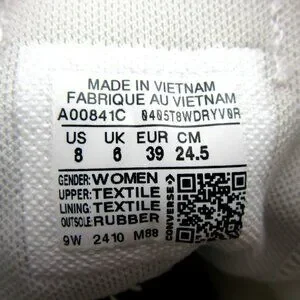 MADE IN VIETNAM
FABRIQUE AU VIETNAM
A00841C 0405T8WDRYV0R
US UK EUR CM
8 6 39 24.5
GENDER: WOMEN
UPPER: TEXTILE
LINING: TEXTILE
OUTSOLE: RUBBER
CONVERSE
9W 2410 M88